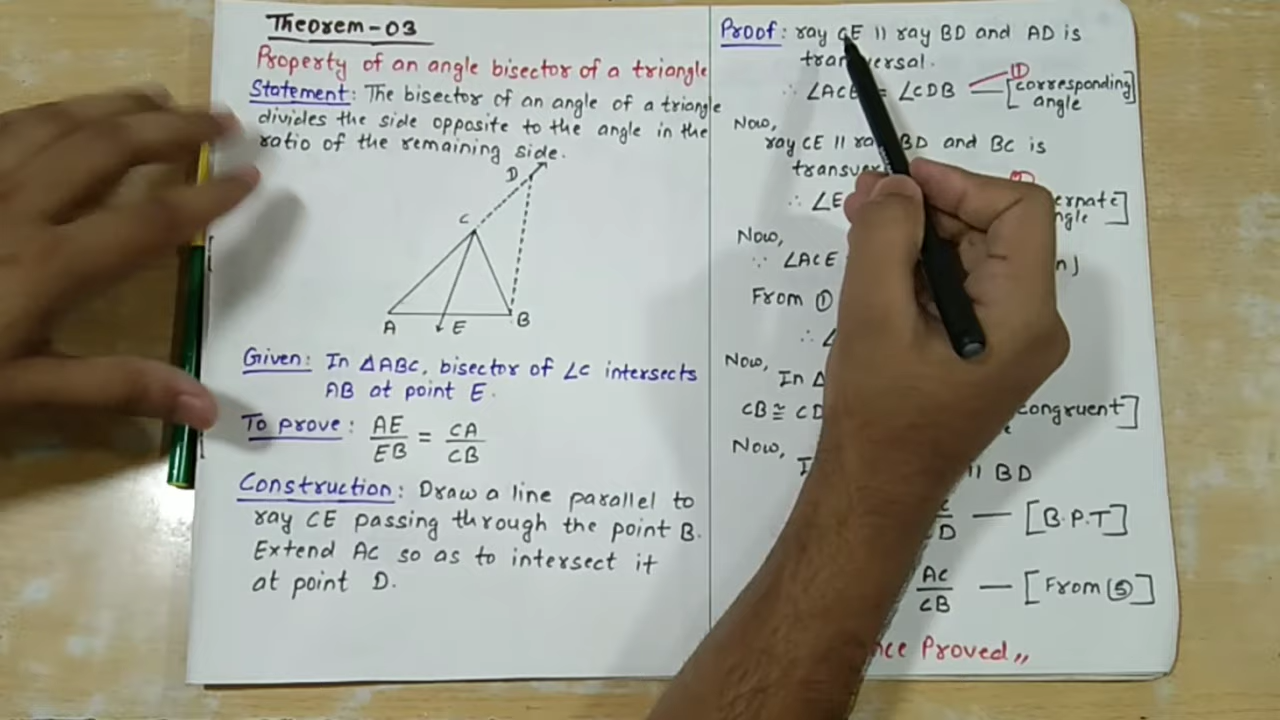 Theorem-03
Property of an angle bisector of a triangle
Statement: The bisector of an angle of a triangle
divides the side opposite to the angle in the
ratio of the remaining side.
D
C
A E B
Given: In △ABC, bisector of ∠C intersects
AB at point E.
To prove: AE/EB = CA/CB
Construction: Draw a line parallel to
ray CE passing through the point B.
Extend AC so as to intersect it
at point D.
Proof: ray CE || ray BD and AD is
∴ ∠ACE = ∠CDB — ① [corresponding angle]
Now,
ray CE || BD and BC is
∴
Now,
∵ ∠ACE
From ①
∴
Now,
In
CB ≅ CD congruent]
Now,
|| BD
— [B.P.T]
AC/CB — [From ⑤]
Proved,,